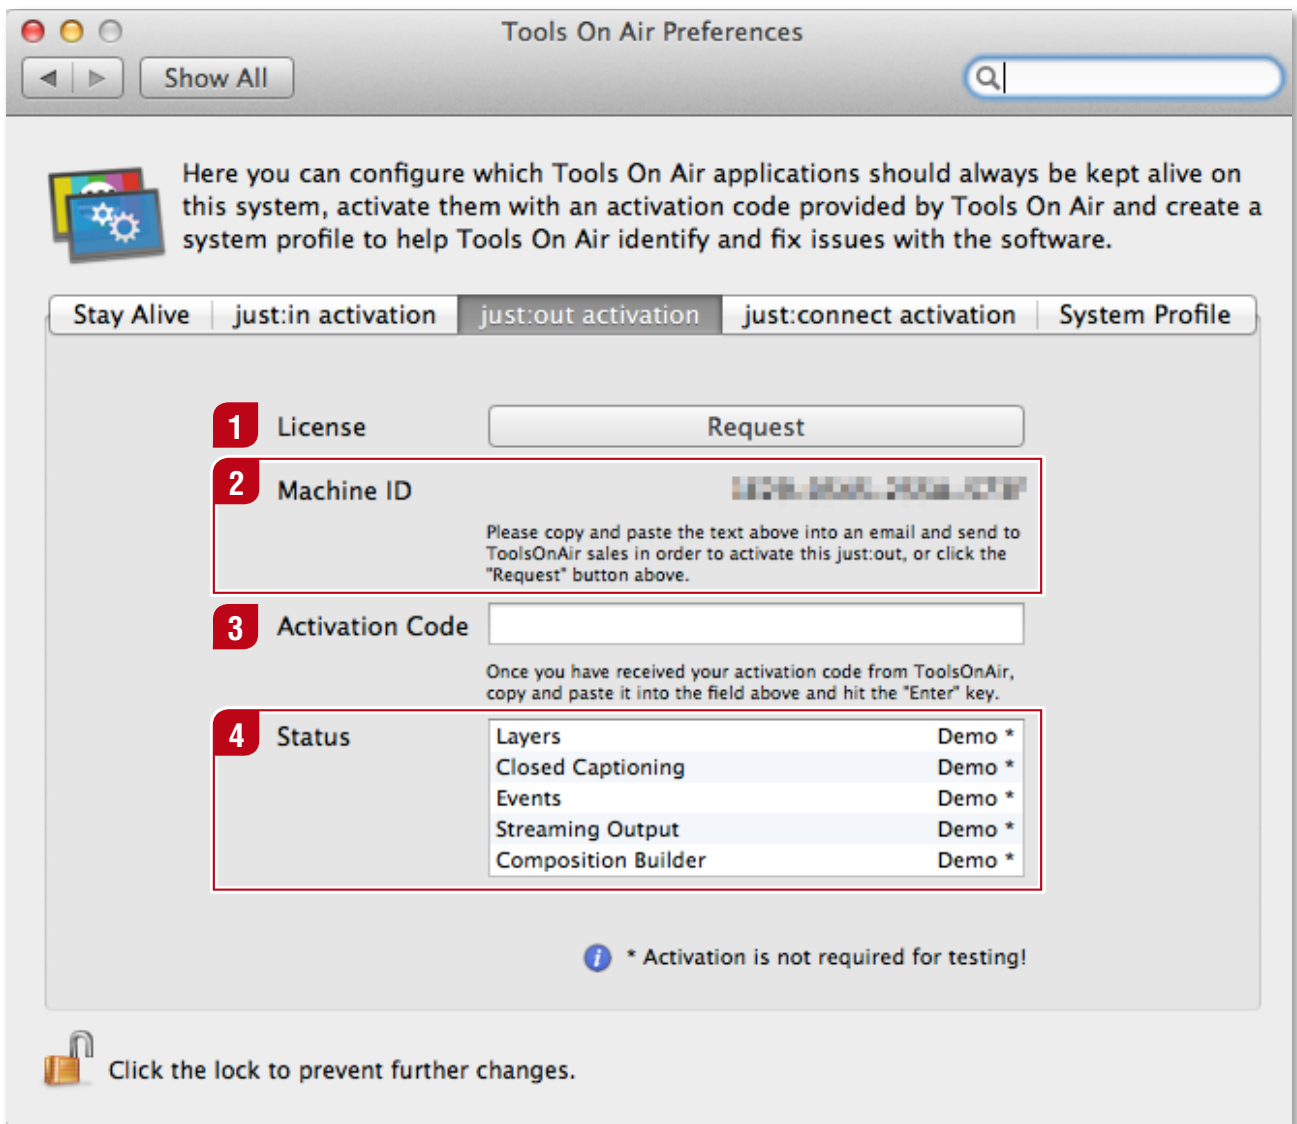 Tools On Air Preferences
Show All
Here you can configure which Tools On Air applications should always be kept alive on
this system, activate them with an activation code provided by Tools On Air and create a
system profile to help Tools On Air identify and fix issues with the software.
Stay Alive just:in activation just:out activation just:connect activation System Profile
1 License Request
2 Machine ID
Please copy and paste the text above into an email and send to
ToolsOnAir sales in order to activate this just:out, or click the
"Request" button above.
3 Activation Code
Once you have received your activation code from ToolsOnAir,
copy and paste it into the field above and hit the "Enter" key.
4 Status Layers Demo *
Closed Captioning Demo *
Events Demo *
Streaming Output Demo *
Composition Builder Demo *
i * Activation is not required for testing!
Click the lock to prevent further changes.